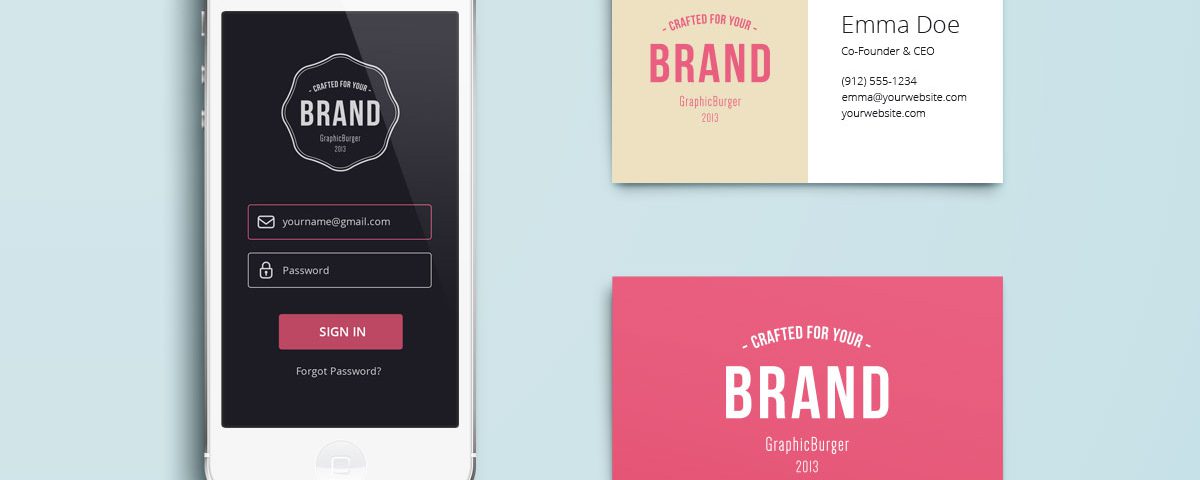 - CRAFTED FOR YOUR -
BRAND
GraphicBurger
2013
yourname@gmail.com
Password
SIGN IN
Forgot Password?
- CRAFTED FOR YOUR -
BRAND
GraphicBurger
2013
Emma Doe
Co-Founder & CEO
(912) 555-1234
emma@yourwebsite.com
yourwebsite.com
- CRAFTED FOR YOUR -
BRAND
GraphicBurger
2013